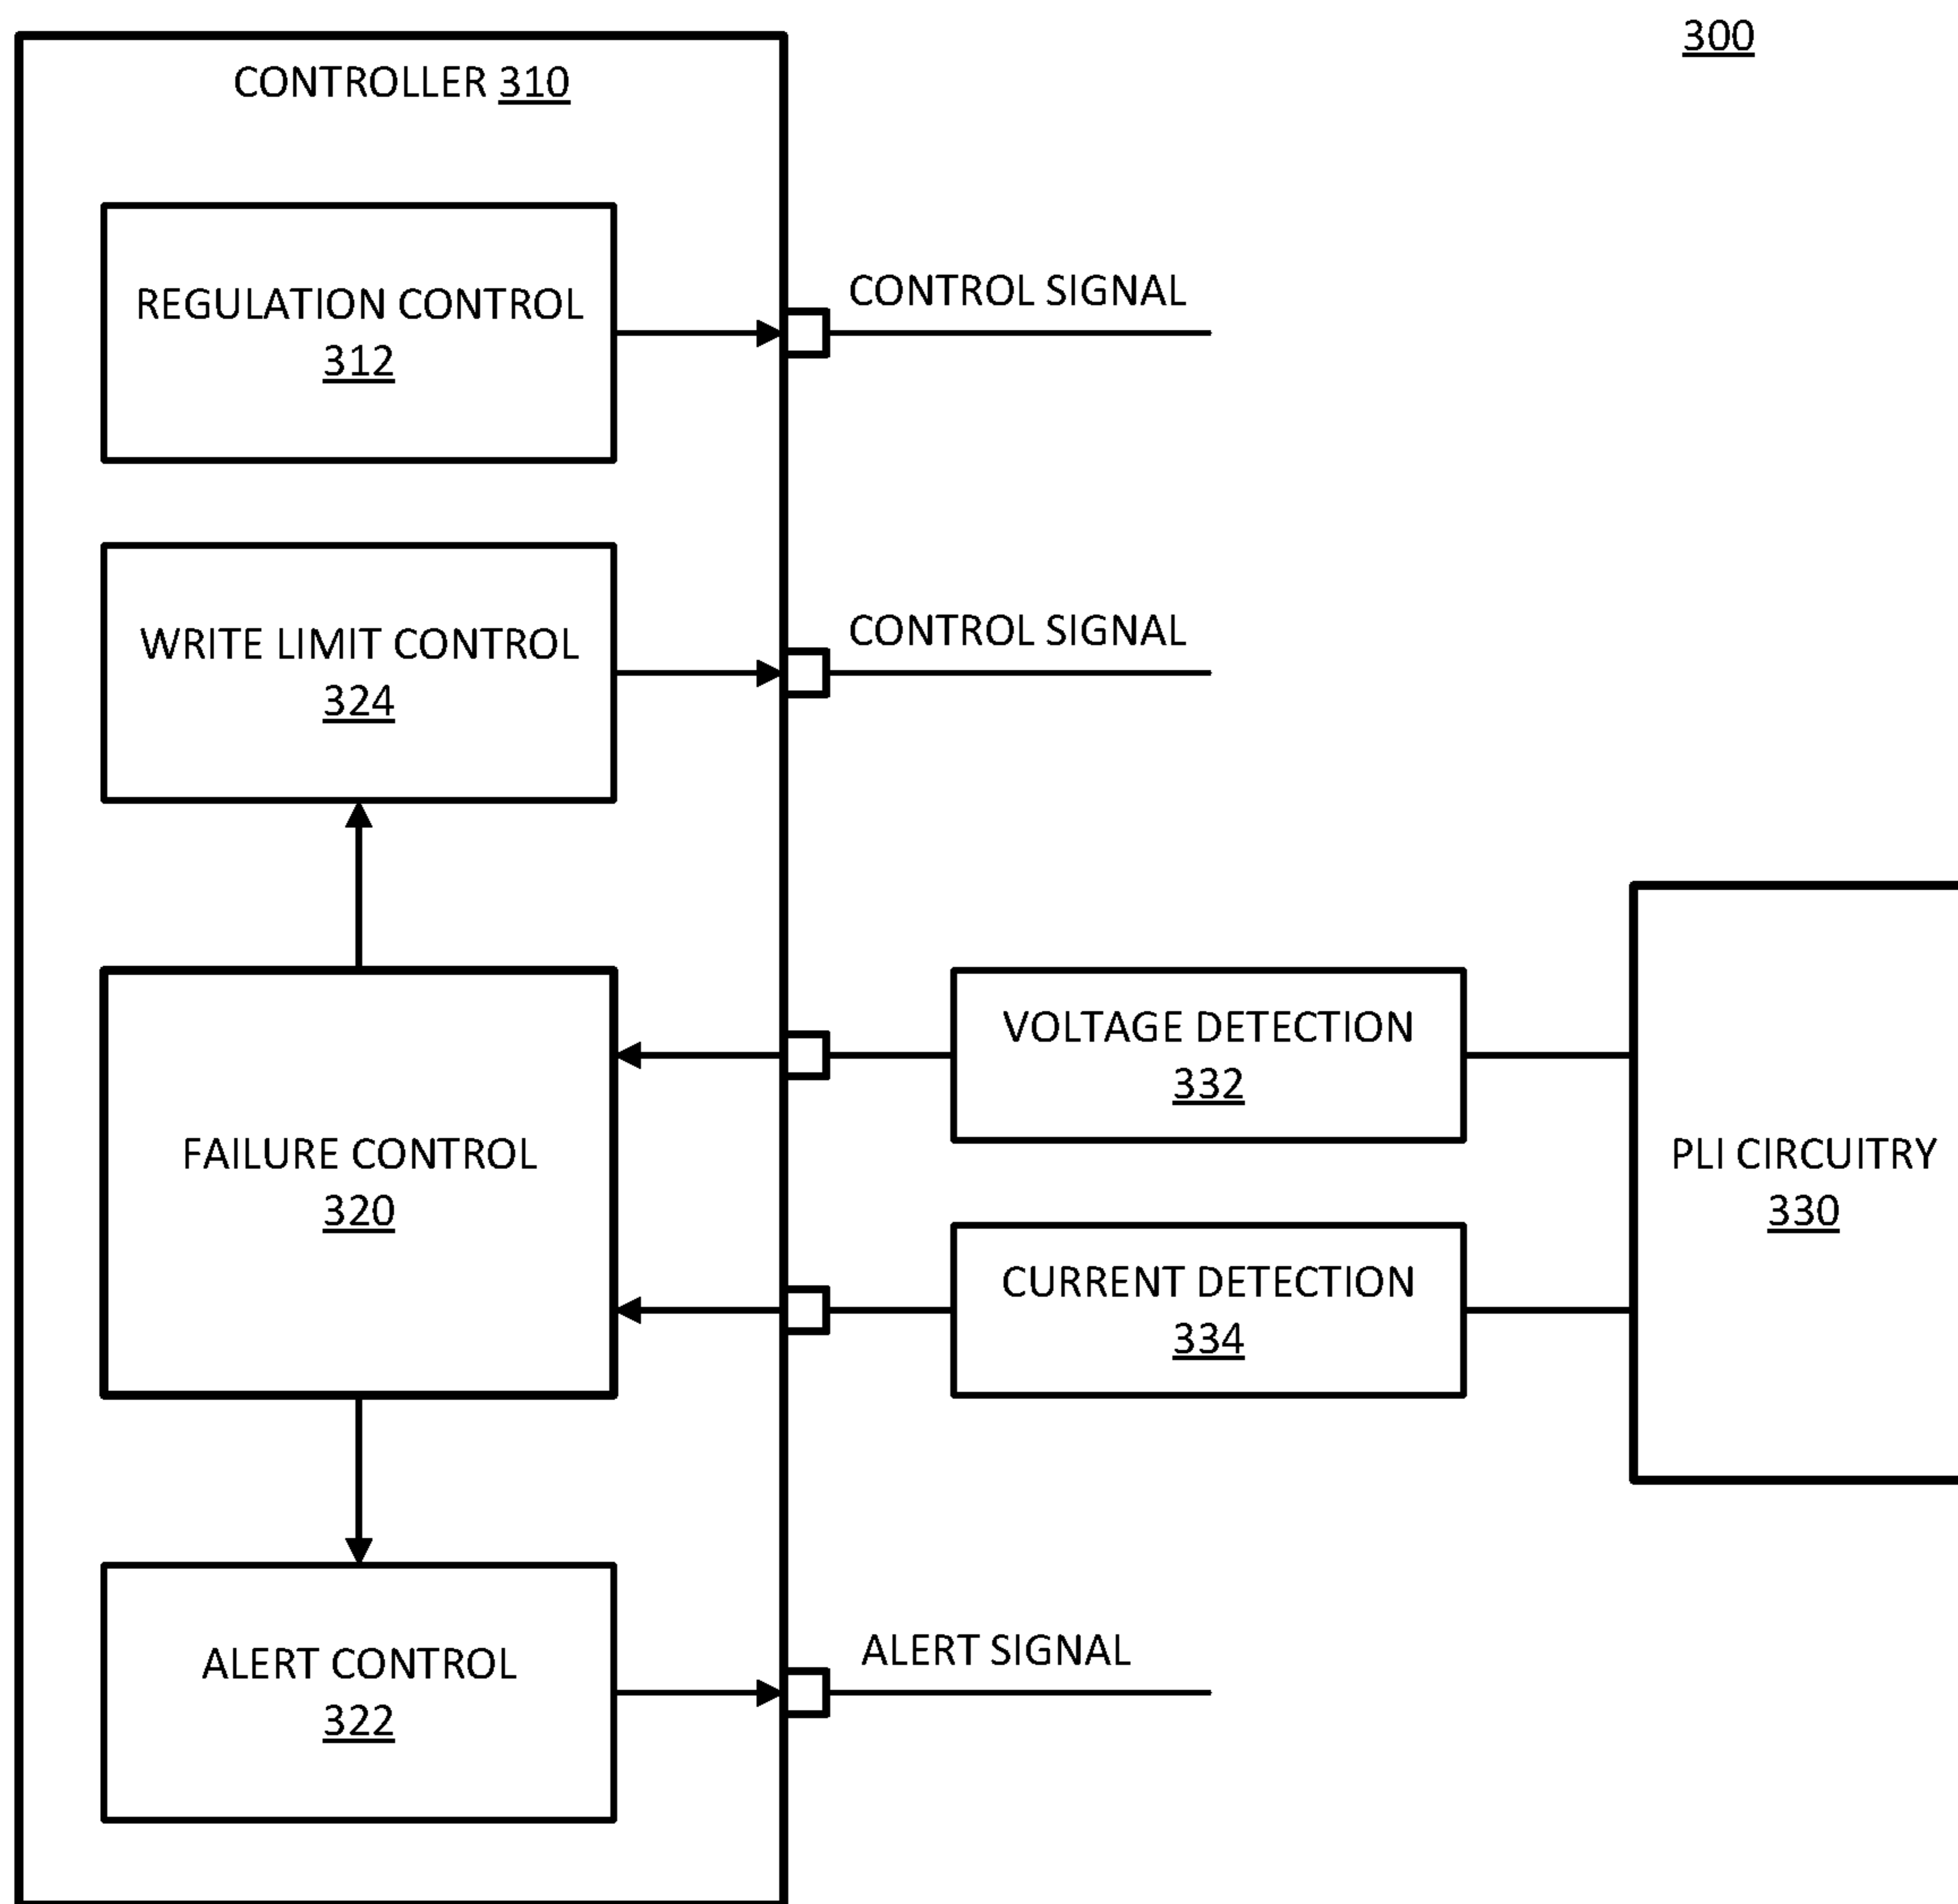 300
CONTROLLER 310
REGULATION CONTROL
312
CONTROL SIGNAL
WRITE LIMIT CONTROL
324
CONTROL SIGNAL
VOLTAGE DETECTION
332
FAILURE CONTROL
320
PLI CIRCUITRY
330
CURRENT DETECTION
334
ALERT CONTROL
322
ALERT SIGNAL